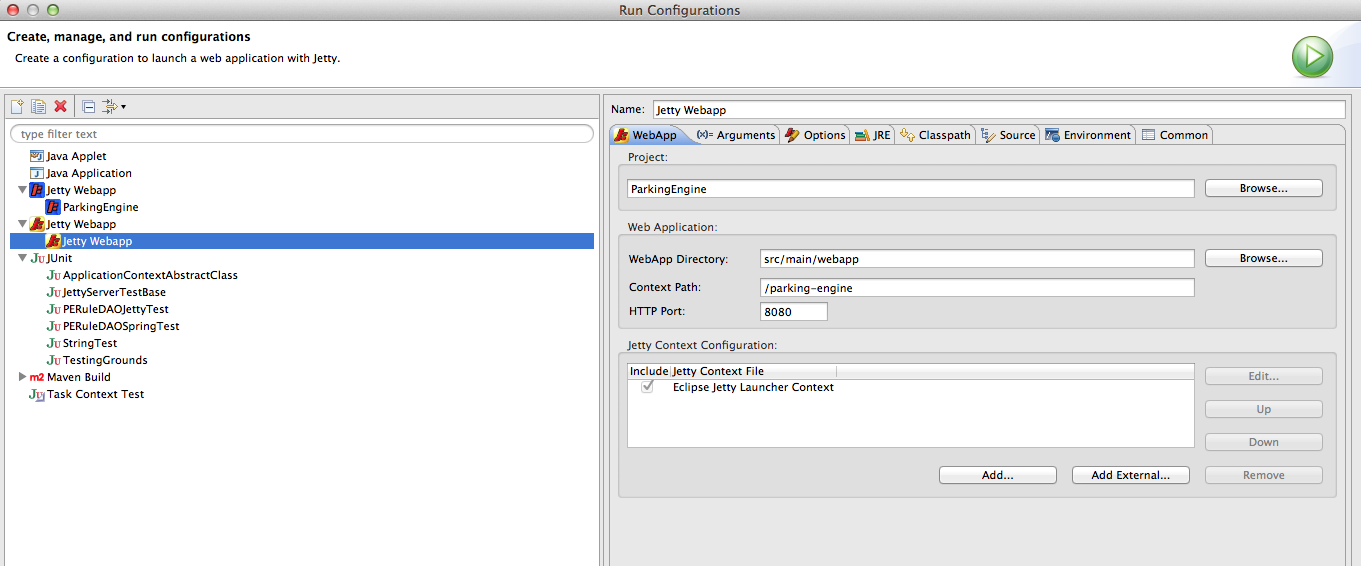 Run Configurations
Create, manage, and run configurations
Create a configuration to launch a web application with Jetty.
type filter text
Java Applet
Java Application
Jetty Webapp
ParkingEngine
Jetty Webapp
Jetty Webapp
JUnit
ApplicationContextAbstractClass
JettyServerTestBase
PERuleDAOJettyTest
PERuleDAOSpringTest
StringTest
TestingGrounds
m2 Maven Build
Task Context Test
Name: Jetty Webapp
WebApp (x)= Arguments Options JRE Classpath Source Environment Common
Project:
ParkingEngine Browse...
Web Application:
WebApp Directory: src/main/webapp Browse...
Context Path: /parking-engine
HTTP Port: 8080
Jetty Context Configuration:
Include Jetty Context File
Eclipse Jetty Launcher Context
Edit...
Up
Down
Add... Add External... Remove